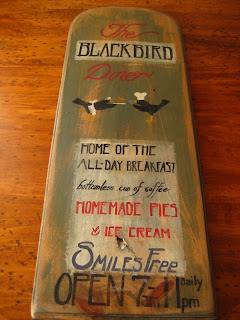 The
BLACKBIRD
Diner
HOME OF THE
ALL-DAY BREAKFAST
bottomless cup of coffee
HOMEMADE PIES
& ICE CREAM
SMILES FREE
OPEN 7am-11pm daily